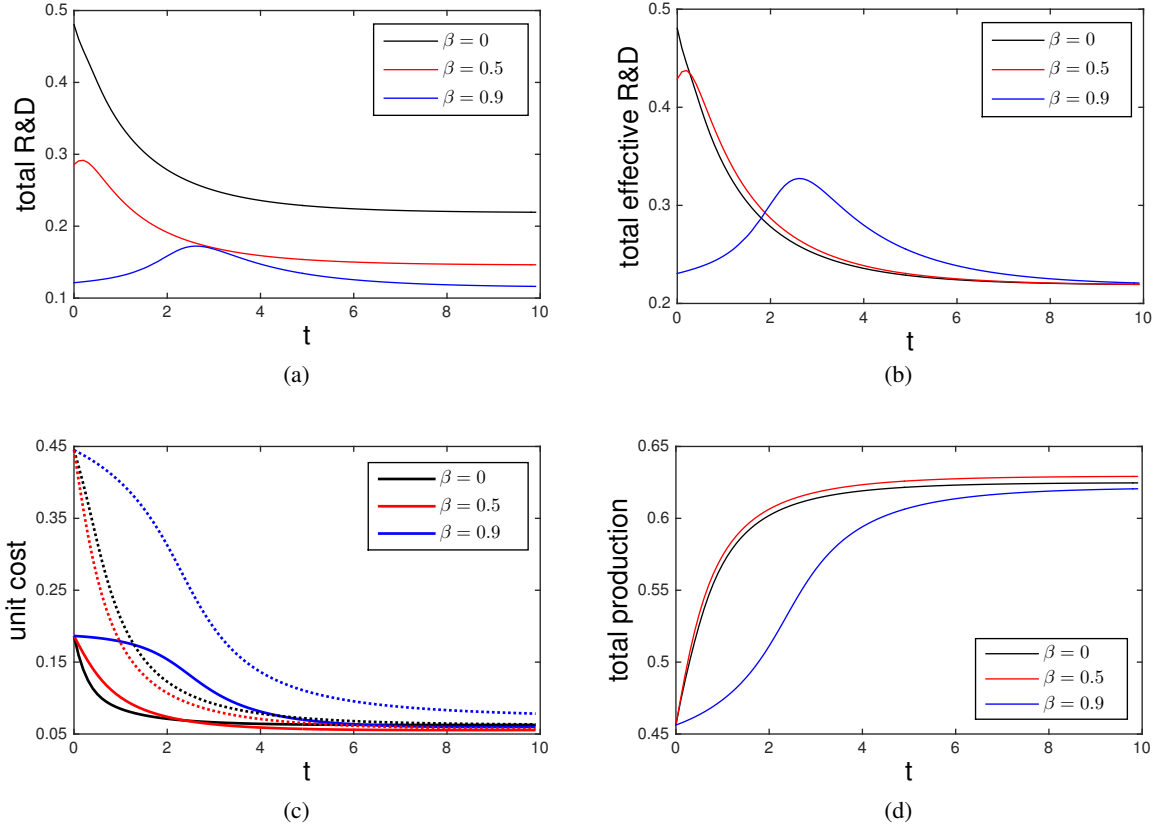 0.5
0.4
0.3
0.2
0.1
0 2 4 6 8 10
total R&D
t
β = 0
β = 0.5
β = 0.9
(a)
0.5
0.4
0.3
0.2
0 2 4 6 8 10
total effective R&D
t
β = 0
β = 0.5
β = 0.9
(b)
0.45
0.35
0.25
0.15
0.05
0 2 4 6 8 10
unit cost
t
β = 0
β = 0.5
β = 0.9
(c)
0.65
0.6
0.55
0.5
0.45
0 2 4 6 8 10
total production
t
β = 0
β = 0.5
β = 0.9
(d)